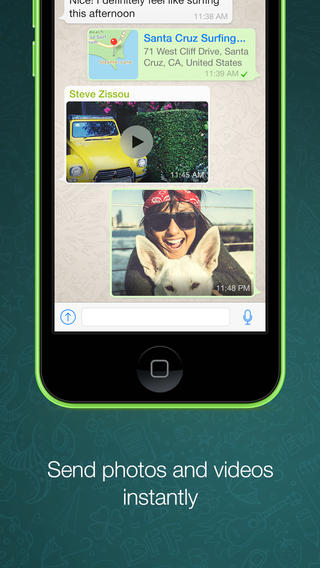 Nice! I definitely feel like surfing
this afternoon
11:38 AM
Santa Cruz Surfing...
71 West Cliff Drive, Santa
Cruz, CA, United States
11:39 AM
Steve Zissou
11:45 AM
11:48 PM
Send photos and videos
instantly